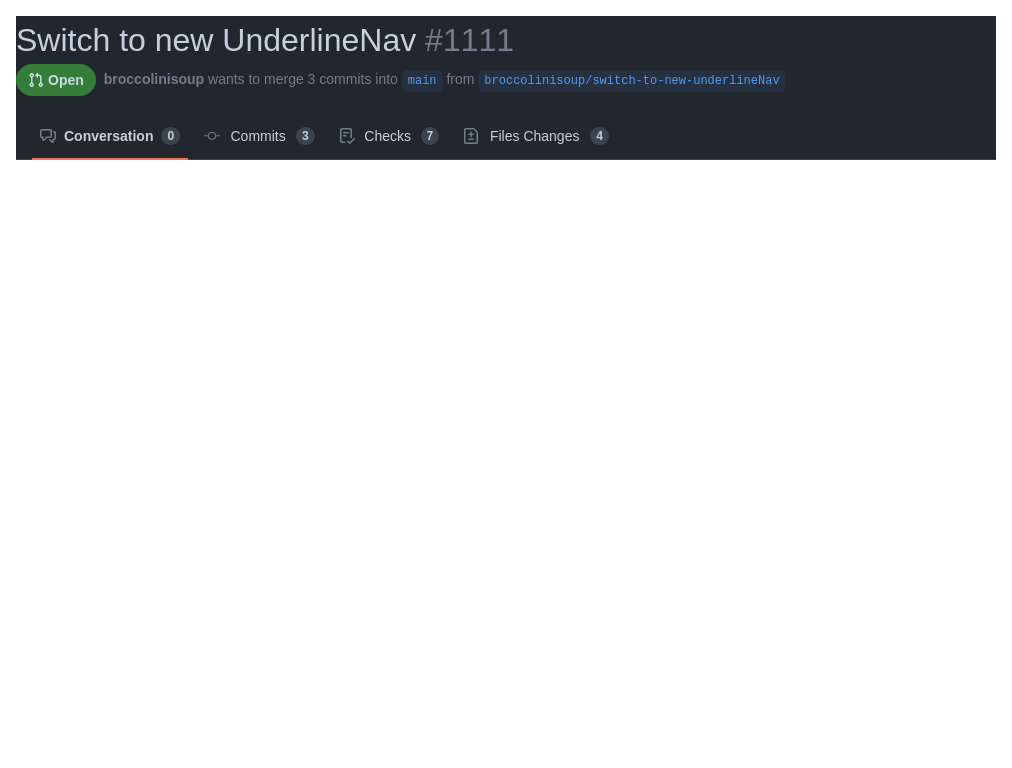 Switch to new UnderlineNav #1111
Open broccolinisoup wants to merge 3 commits into main from broccolinisoup/switch-to-new-underlineNav
Conversation 0 Commits 3 Checks 7 Files Changes 4